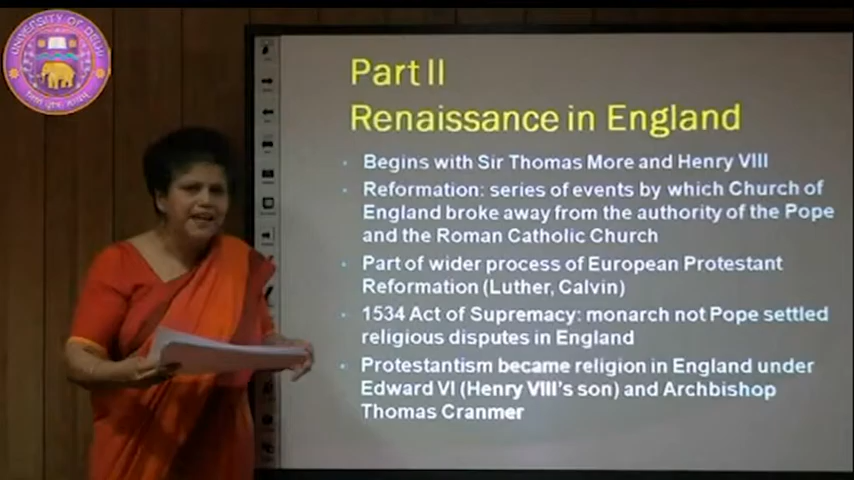 UNIVERSITY OF DELHI
Part II
Renaissance in England
Begins with Sir Thomas More and Henry VIII
Reformation: series of events by which Church of
England broke away from the authority of the Pope
and the Roman Catholic Church
Part of wider process of European Protestant
Reformation (Luther, Calvin)
1534 Act of Supremacy: monarch not Pope settled
religious disputes in England
Protestantism became religion in England under
Edward VI (Henry VIII's son) and Archbishop
Thomas Cranmer